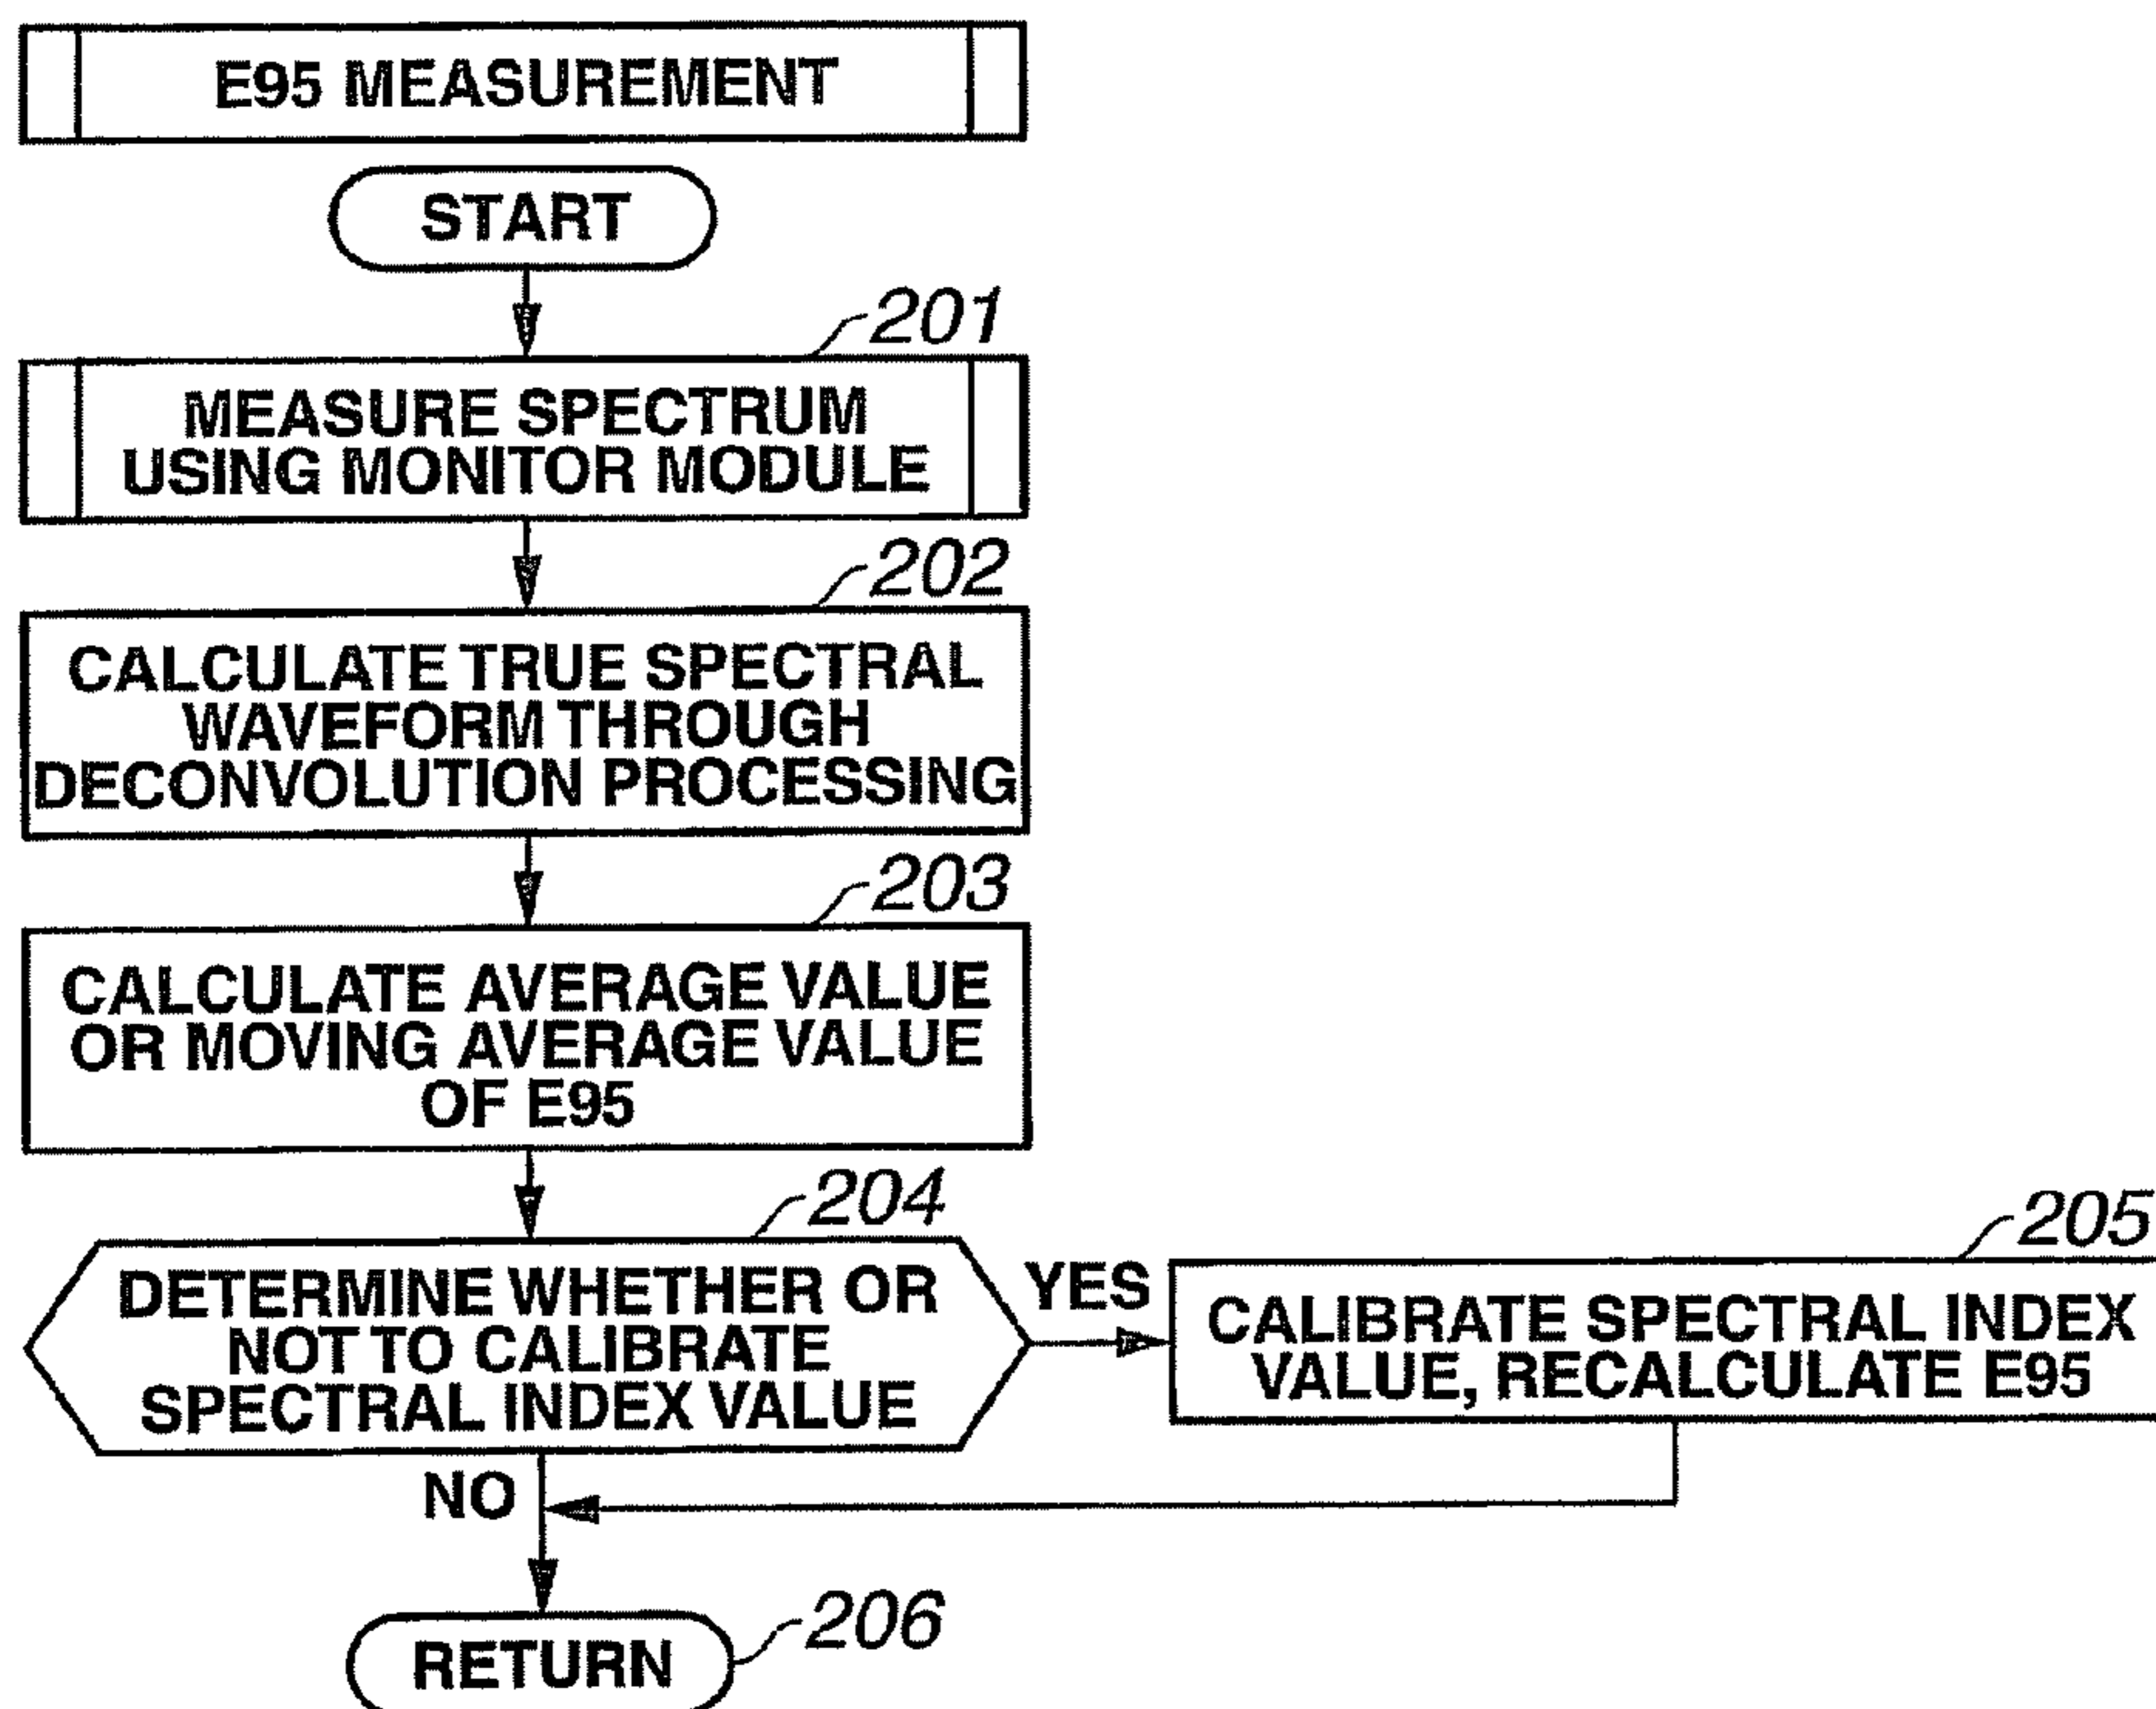 E95 MEASUREMENT
START
201
MEASURE SPECTRUM
USING MONITOR MODULE
202
CALCULATE TRUE SPECTRAL
WAVEFORM THROUGH
DECONVOLUTION PROCESSING
203
CALCULATE AVERAGE VALUE
OR MOVING AVERAGE VALUE
OF E95
204
DETERMINE WHETHER OR
NOT TO CALIBRATE
SPECTRAL INDEX VALUE
YES
205
CALIBRATE SPECTRAL INDEX
VALUE, RECALCULATE E95
NO
206
RETURN